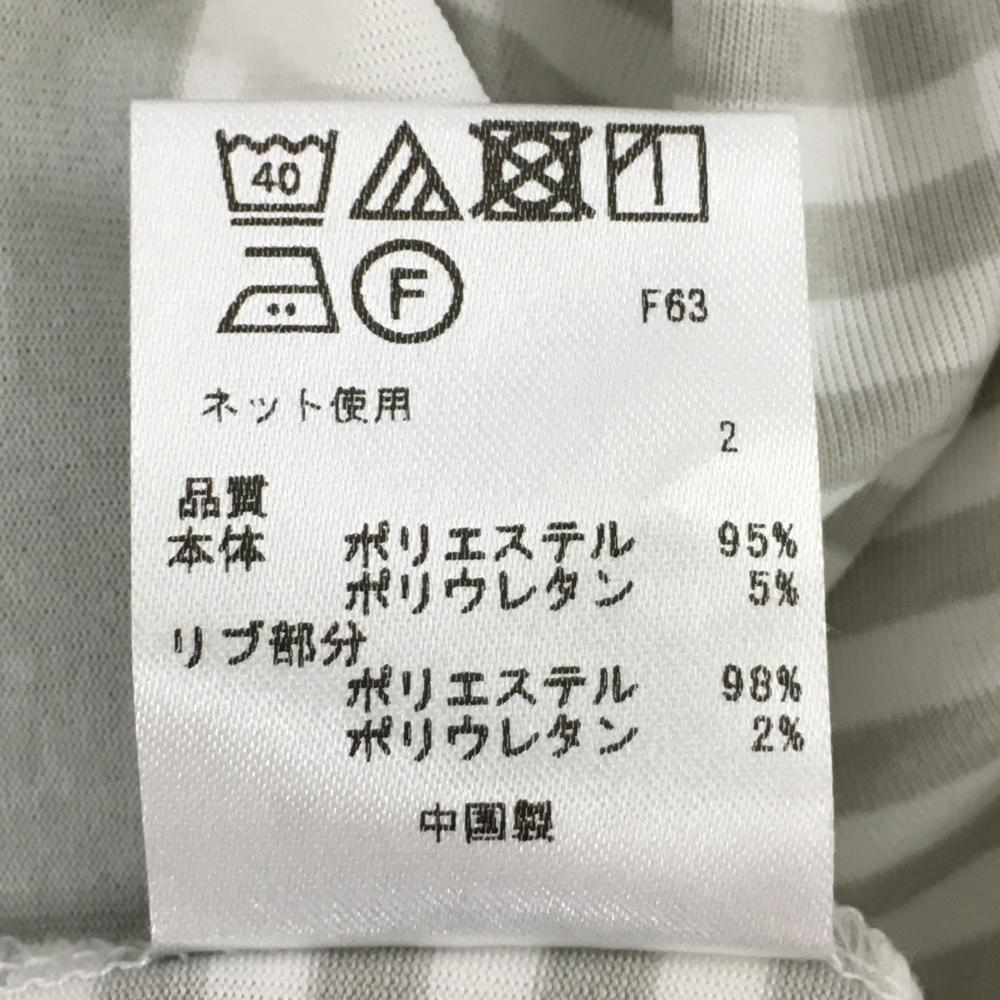 40
F
F63
ネット使用
2
品質
本体 ポリエステル 95%
ポリウレタン 5%
リブ部分
ポリエステル 98%
ポリウレタン 2%
中国製